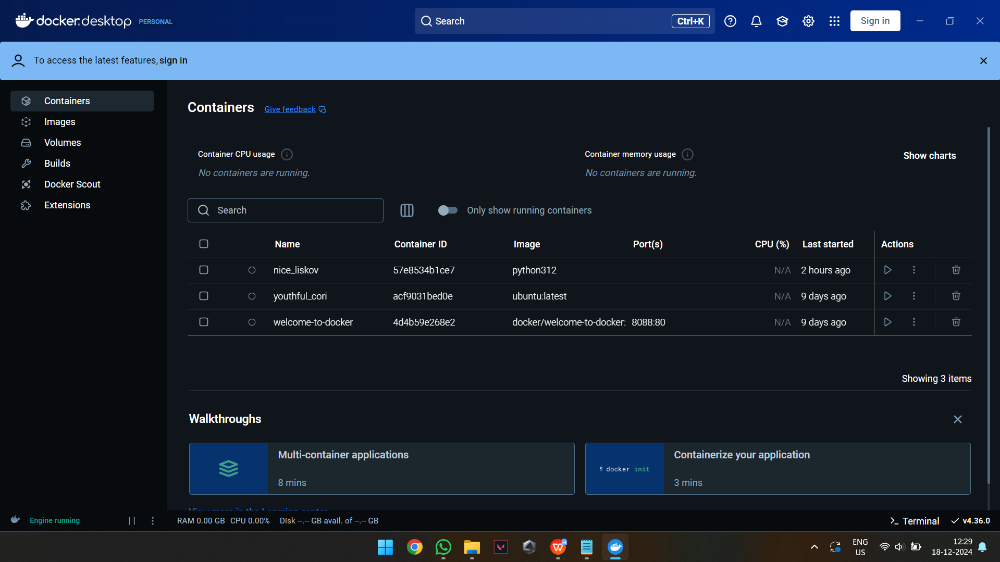 docker.desktop PERSONAL
Search
Ctrl+K
Sign in
To access the latest features, sign in
Containers
Images
Volumes
Builds
Docker Scout
Extensions
Containers
Give feedback
Container CPU usage
No containers are running.
Container memory usage
No containers are running.
Show charts
Search
Only show running containers
Name Container ID Image Port(s) CPU (%) Last started Actions
nice_liskov 57e8534b1ce7 python312 N/A 2 hours ago
youthful_cori acf9031bed0e ubuntu:latest N/A 9 days ago
welcome-to-docker 4d4b59e268e2 docker/welcome-to-docker: 8088:80 N/A 9 days ago
Showing 3 items
Walkthroughs
Multi-container applications
8 mins
$ docker init
Containerize your application
3 mins
View more in the Learning center
Engine running
RAM 0.00 GB CPU 0.00% Disk --.-- GB avail. of --.-- GB
Terminal
v4.36.0
ENG
US
12:29
18-12-2024